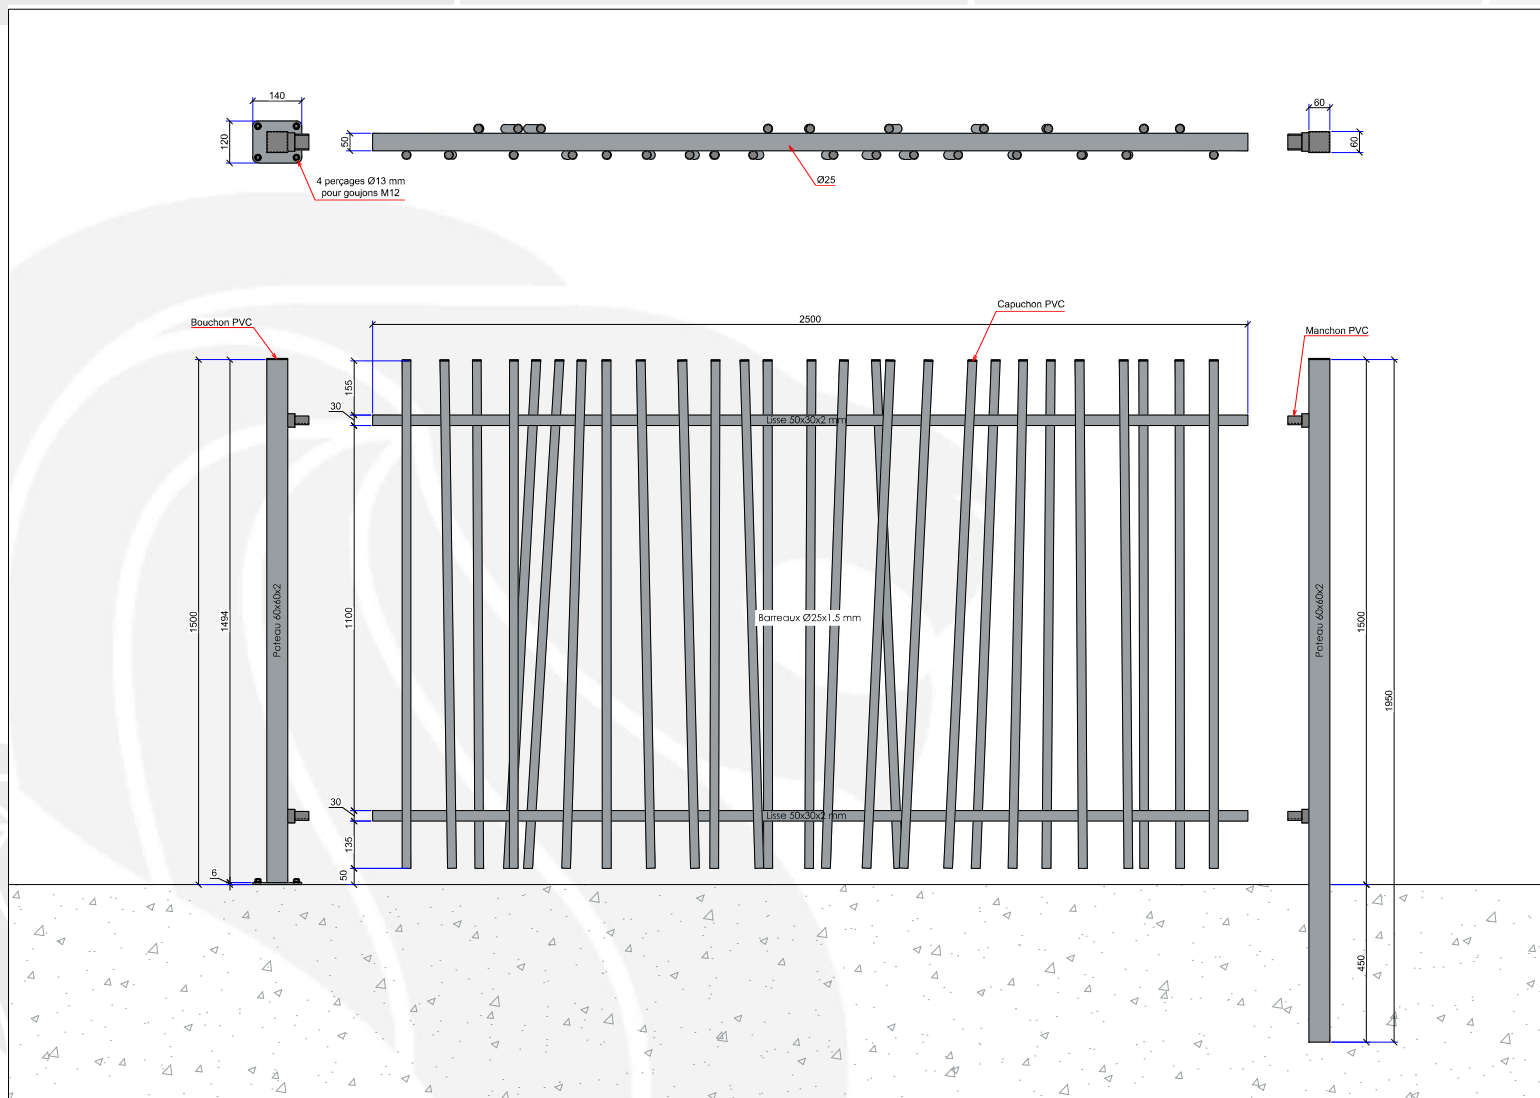 140
120
50
60
60
4 perçages Ø13 mm
pour goujons M12
Ø25
Bouchon PVC
Capuchon PVC
Manchon PVC
2500
155
30
Lisse 50x30x2 mm
1500
1494
Poteau 60x60x2
1100
Barreaux Ø25x1.5 mm
Poteau 60x60x2
1500
1950
30
Lisse 50x30x2 mm
135
6
50
450